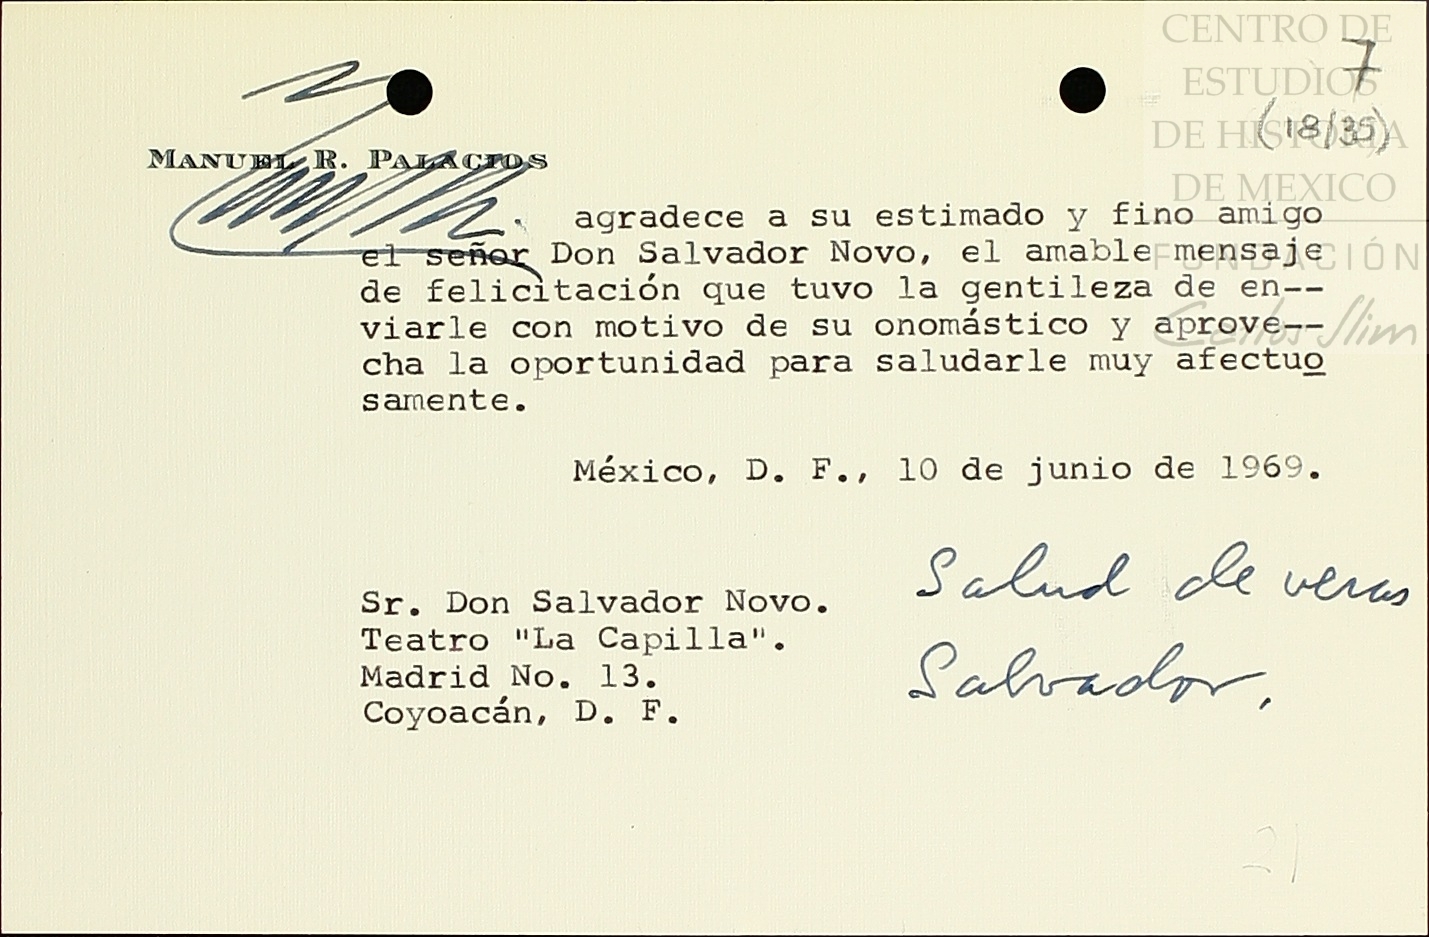 CENTRO DE
ESTUDIOS
DE HISTORIA
DE MEXICO
FUNDACIÓN
Carlos Slim
7
(18/35)
MANUEL R. PALACIOS
agradece a su estimado y fino amigo
el señor Don Salvador Novo, el amable mensaje
de felicitación que tuvo la gentileza de en--
viarle con motivo de su onomástico y aprove--
cha la oportunidad para saludarle muy afectuo
samente.
México, D. F., 10 de junio de 1969.
Salud de veras
Salvador,
Sr. Don Salvador Novo.
Teatro "La Capilla".
Madrid No. 13.
Coyoacán, D. F.
21